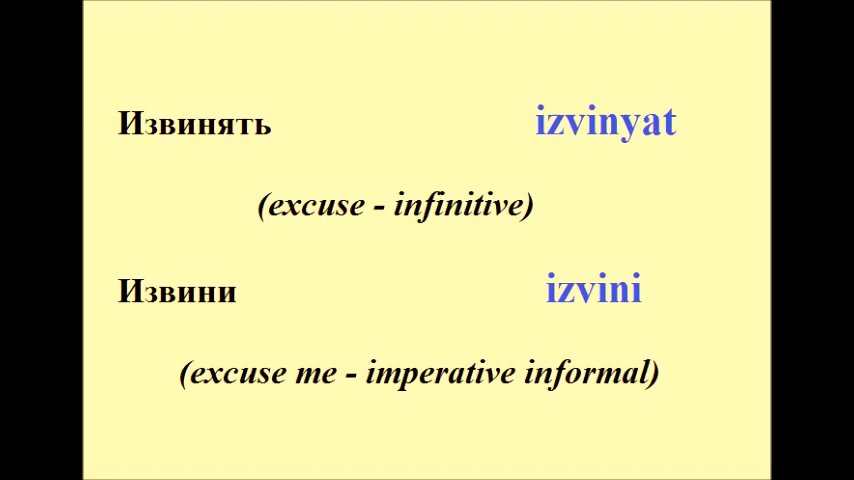 Извинять izvinyat
(excuse - infinitive)
Извини izvini
(excuse me - imperative informal)